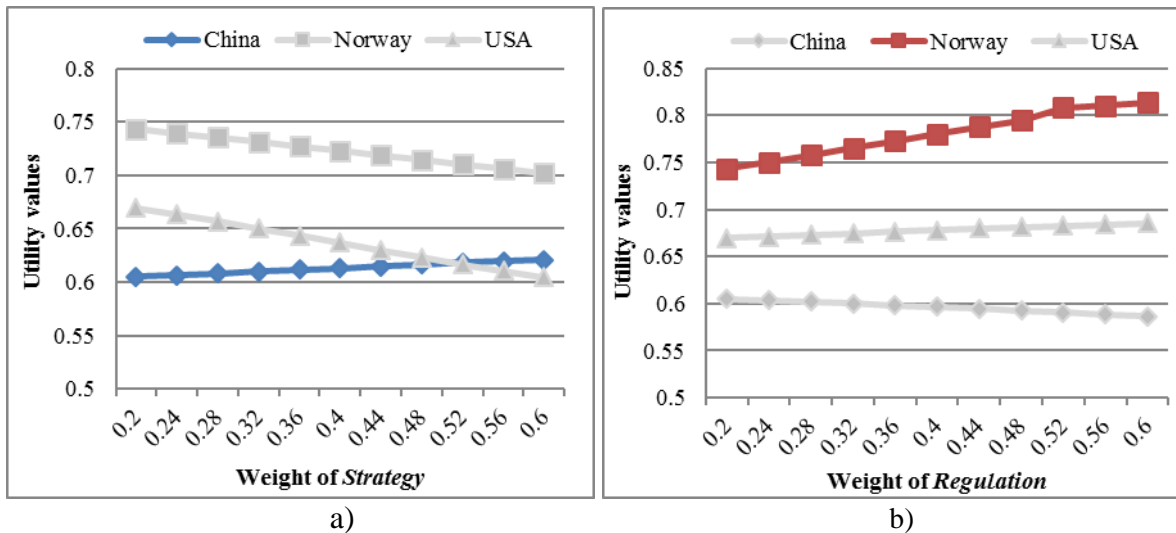 China Norway USA
0.8
0.75
0.7
0.65
0.6
0.55
0.5
Utility values
0.2 0.24 0.28 0.32 0.36 0.4 0.44 0.48 0.52 0.56 0.6
Weight of Strategy
a)
China Norway USA
0.85
0.8
0.75
0.7
0.65
0.6
0.55
0.5
Utility values
0.2 0.24 0.28 0.32 0.36 0.4 0.44 0.48 0.52 0.56 0.6
Weight of Regulation
b)